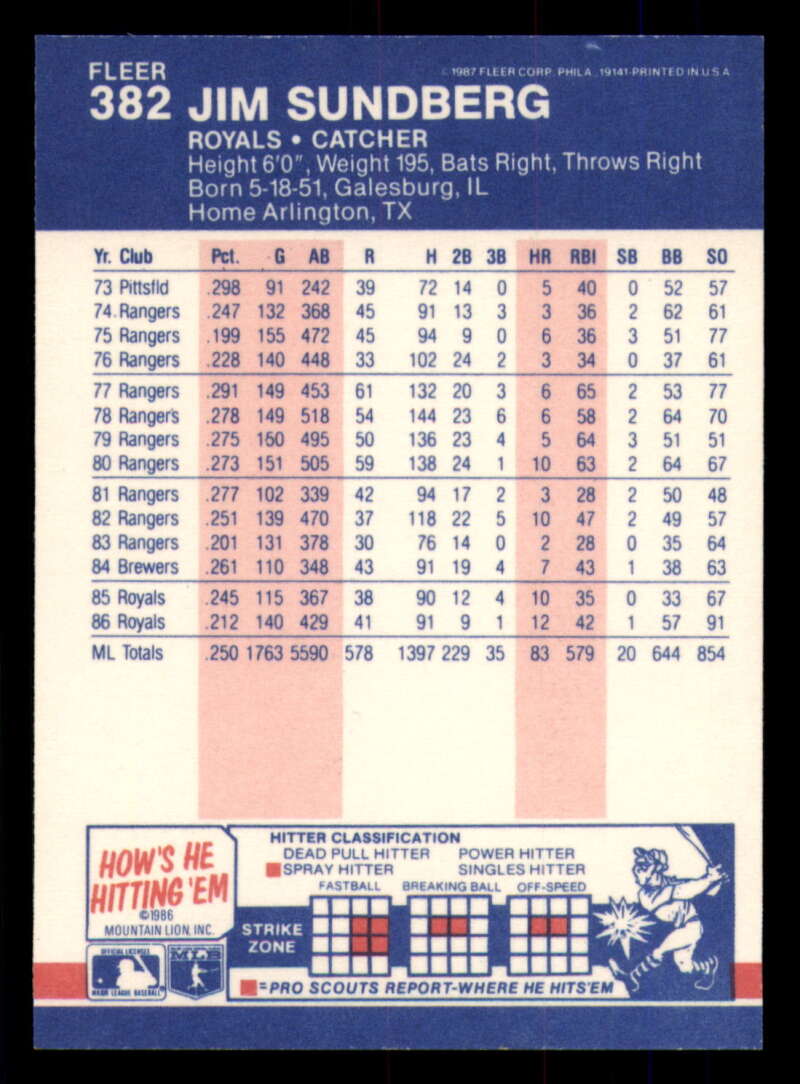 FLEER
© 1987 FLEER CORP. PHILA., 19141-PRINTED IN U.S.A
382 JIM SUNDBERG
ROYALS • CATCHER
Height 6'0", Weight 195, Bats Right, Throws Right
Born 5-18-51, Galesburg, IL
Home Arlington, TX
Yr. Club Pct. G AB R H 2B 3B HR RBI SB BB SO
73 Pittsfld .298 91 242 39 72 14 0 5 40 0 52 57
74 Rangers .247 132 368 45 91 13 3 3 36 2 62 61
75 Rangers .199 155 472 45 94 9 0 6 36 3 51 77
76 Rangers .228 140 448 33 102 24 2 3 34 0 37 61
77 Rangers .291 149 453 61 132 20 3 6 65 2 53 77
78 Rangers .278 149 518 54 144 23 6 6 58 2 64 70
79 Rangers .275 150 495 50 136 23 4 5 64 3 51 51
80 Rangers .273 151 505 59 138 24 1 10 63 2 64 67
81 Rangers .277 102 339 42 94 17 2 3 28 2 50 48
82 Rangers .251 139 470 37 118 22 5 10 47 2 49 57
83 Rangers .201 131 378 30 76 14 0 2 28 0 35 64
84 Brewers .261 110 348 43 91 19 4 7 43 1 38 63
85 Royals .245 115 367 38 90 12 4 10 35 0 33 67
86 Royals .212 140 429 41 91 9 1 12 42 1 57 91
ML Totals .250 1763 5590 578 1397 229 35 83 579 20 644 854
HOW'S HE
HITTING 'EM
©1986
MOUNTAIN LION, INC.
OFFICIAL LICENSEE
MAJOR LEAGUE BASEBALL
HITTER CLASSIFICATION
DEAD PULL HITTER POWER HITTER
SPRAY HITTER SINGLES HITTER
FASTBALL BREAKING BALL OFF-SPEED
STRIKE
ZONE
=PRO SCOUTS REPORT-WHERE HE HITS 'EM